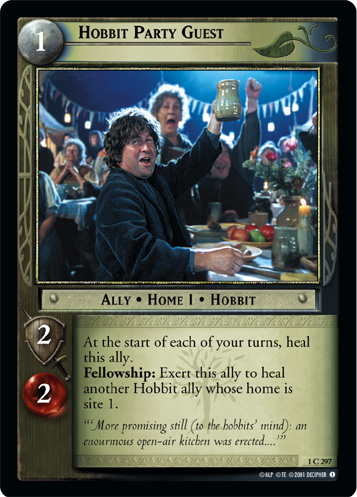 1
HOBBIT PARTY GUEST
ALLY • HOME 1 • HOBBIT
2
2
At the start of each of your turns, heal
this ally.
Fellowship: Exert this ally to heal
another Hobbit ally whose home is
site 1.
“‘More promising still (to the hobbits’ mind): an
enourmous open-air kitchen was erected....’”
1 C 297
©NLP ©TE ©2001 DECIPHER